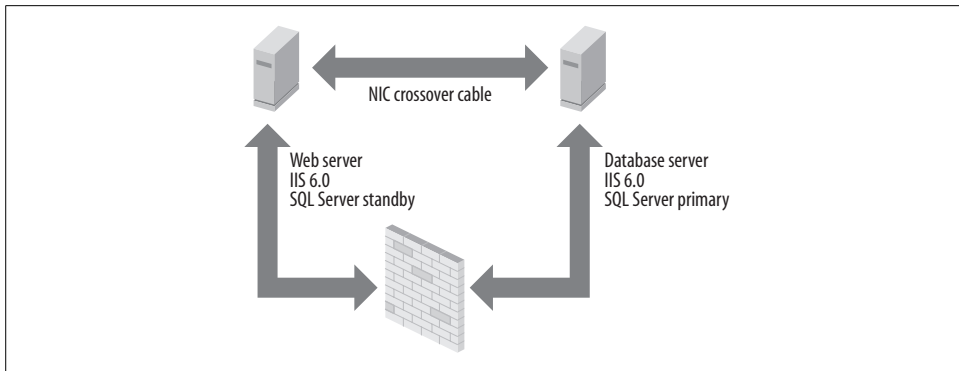 NIC crossover cable
Web server
IIS 6.0
SQL Server standby
Database server
IIS 6.0
SQL Server primary